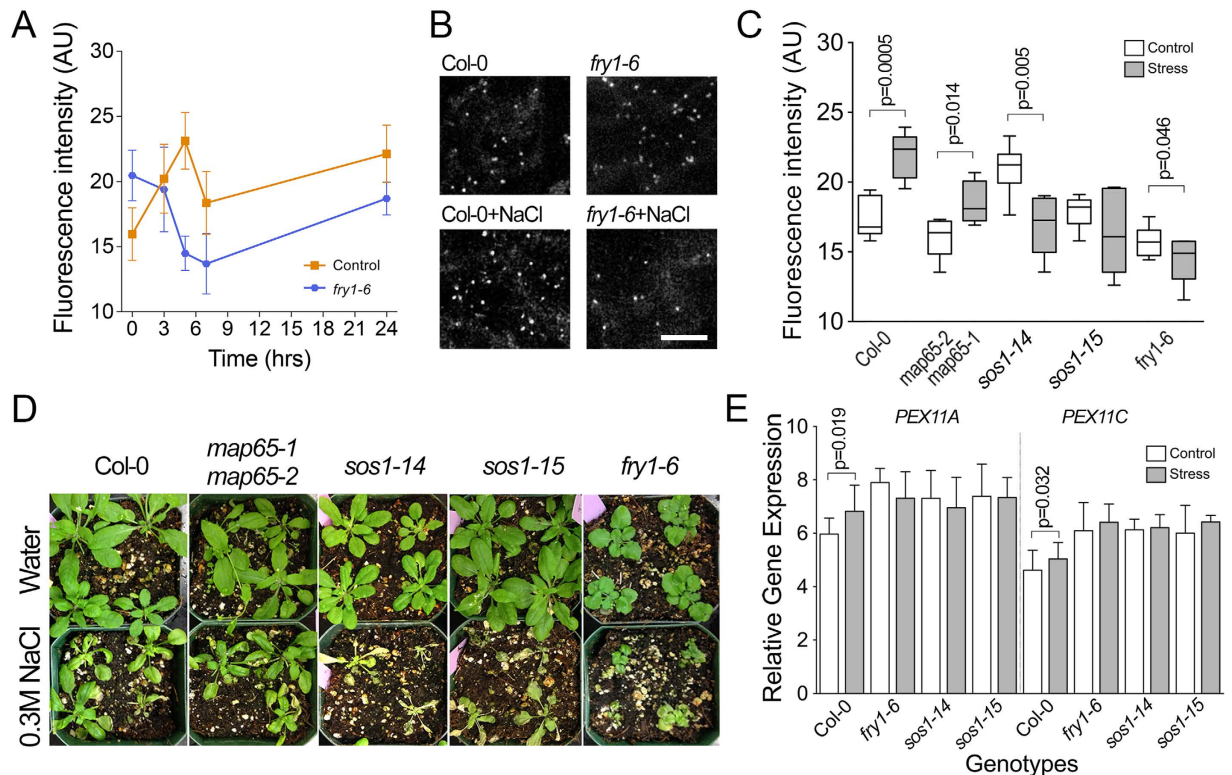 A
Fluorescence intensity (AU)
30
25
20
15
10
0 3 6 9 12 15 18 21 24
Time (hrs)
Control
fry1-6
B
Col-0 fry1-6
Col-0+NaCl fry1-6+NaCl
C
Fluorescence intensity (AU)
30
25
20
15
10
Control
Stress
p=0.0005
p=0.014
p=0.005
p=0.046
Col-0
map65-2
map65-1
sos1-14
sos1-15
fry1-6
D
Col-0
map65-1
map65-2
sos1-14
sos1-15
fry1-6
Water
0.3M NaCl
E
PEX11A PEX11C
Relative Gene Expression
10
8
6
4
2
0
p=0.019
p=0.032
Control
Stress
Col-0 fry1-6 sos1-14 sos1-15 Col-0 fry1-6 sos1-14 sos1-15
Genotypes